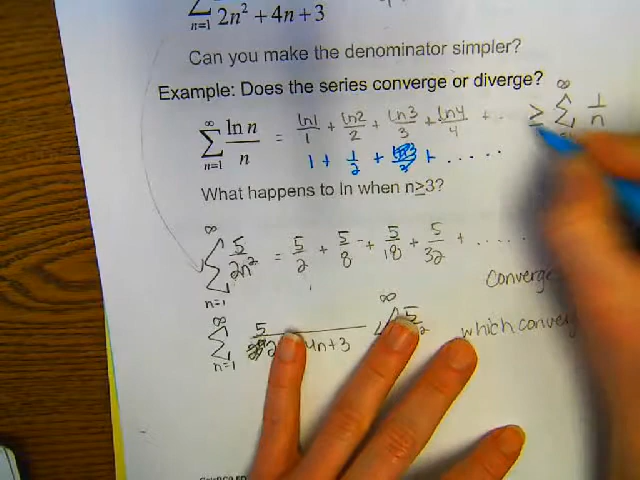 ∞ Σ n=1 2n² + 4n + 3
Can you make the denominator simpler?
Example: Does the series converge or diverge?
∞ Σ n=1 ln n / n = ln1/1 + ln2/2 + ln3/3 + ln4/4 + .. ≥ ∞ Σ 1/n
1 + 1/2 + + .....
What happens to ln when n≥3?
∞ Σ n=1 5/2n² = 5/2 + 5/8 + 5/18 + 5/32 + .....
Converge
∞ Σ n=1 5 / 4n+3 ∞ 5 which converg